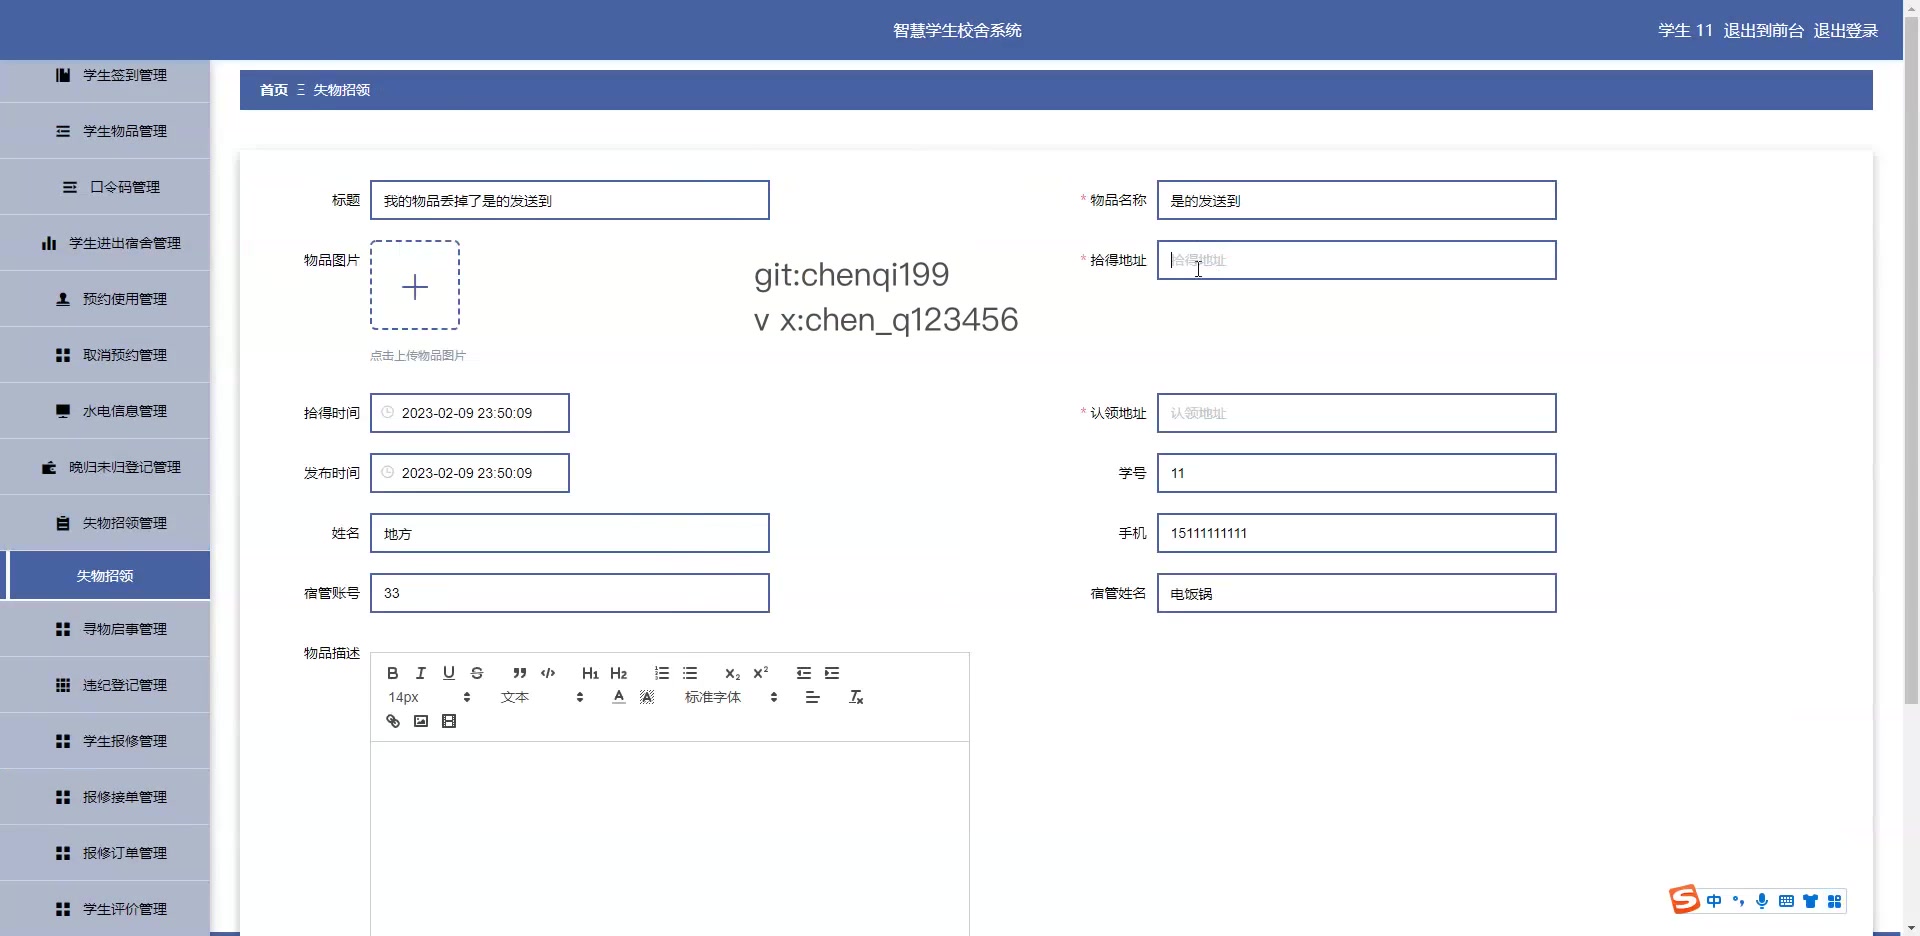 智慧学生校舍系统
学生 11 退出到前台 退出登录
学生签到管理
学生物品管理
口令码管理
学生进出宿舍管理
预约使用管理
取消预约管理
水电信息管理
晚归未归登记管理
失物招领管理
失物招领
寻物启事管理
违纪登记管理
学生报修管理
报修接单管理
报修订单管理
学生评价管理
首页 Ξ 失物招领
标题 我的物品丢掉了是的发送到
* 物品名称 是的发送到
物品图片
点击上传物品图片
* 拾得地址 拾得地址
git:chenqi199
v x:chen_q123456
拾得时间 2023-02-09 23:50:09
* 认领地址 认领地址
发布时间 2023-02-09 23:50:09
学号 11
姓名 地方
手机 15111111111
宿管账号 33
宿管姓名 电饭锅
物品描述
B I U S H1 H2 X2 X2
14px 文本 A A 标准字体 Tx
S 中